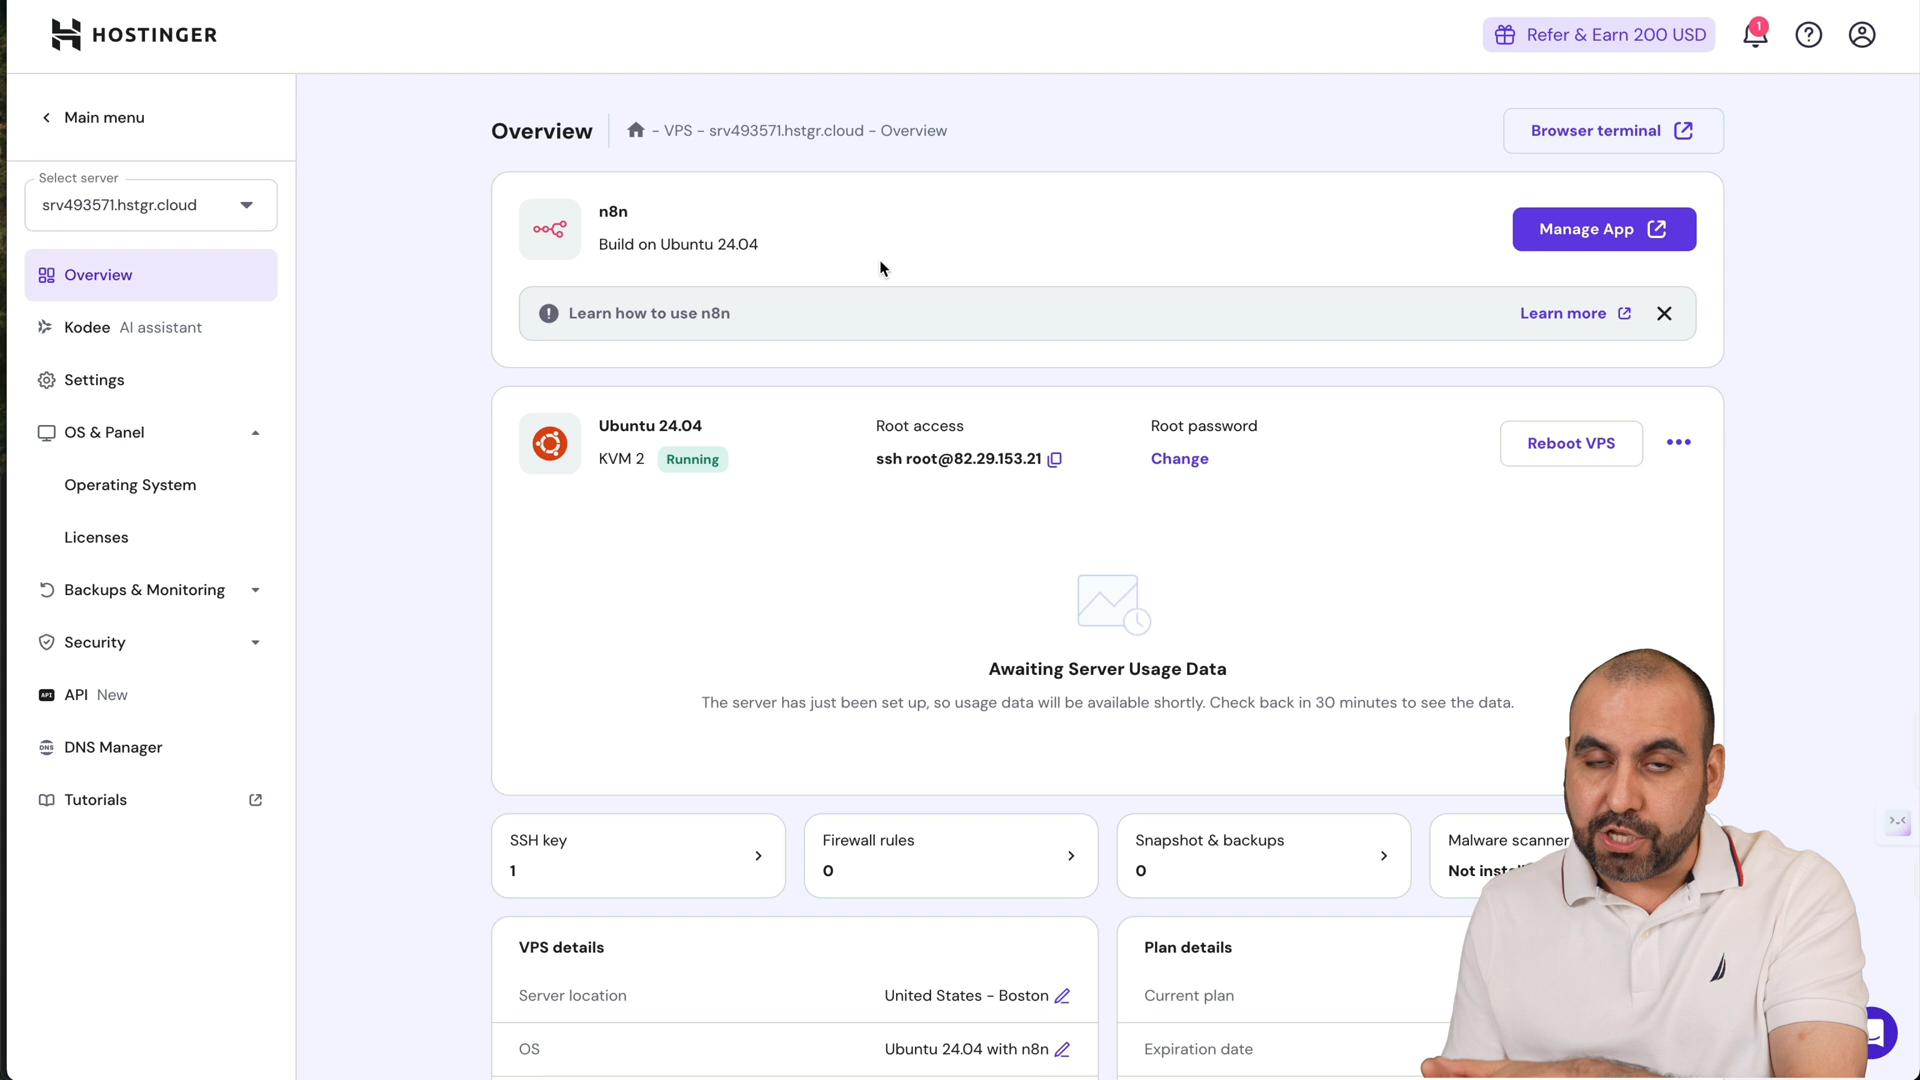 HOSTINGER
Refer & Earn 200 USD
1
Main menu
Select server
srv493571.hstgr.cloud
Overview
Kodee AI assistant
Settings
OS & Panel
Operating System
Licenses
Backups & Monitoring
Security
API New
DNS Manager
Tutorials
Overview
- VPS - srv493571.hstgr.cloud - Overview
Browser terminal
n8n
Build on Ubuntu 24.04
Manage App
Learn how to use n8n
Learn more
Ubuntu 24.04
KVM 2 Running
Root access
ssh root@82.29.153.21
Root password
Change
Reboot VPS
Awaiting Server Usage Data
The server has just been set up, so usage data will be available shortly. Check back in 30 minutes to see the data.
SSH key
1
Firewall rules
0
Snapshot & backups
0
Malware scanner
Not
VPS details
Server location
United States - Boston
OS
Ubuntu 24.04 with n8n
Plan details
Current plan
Expiration date